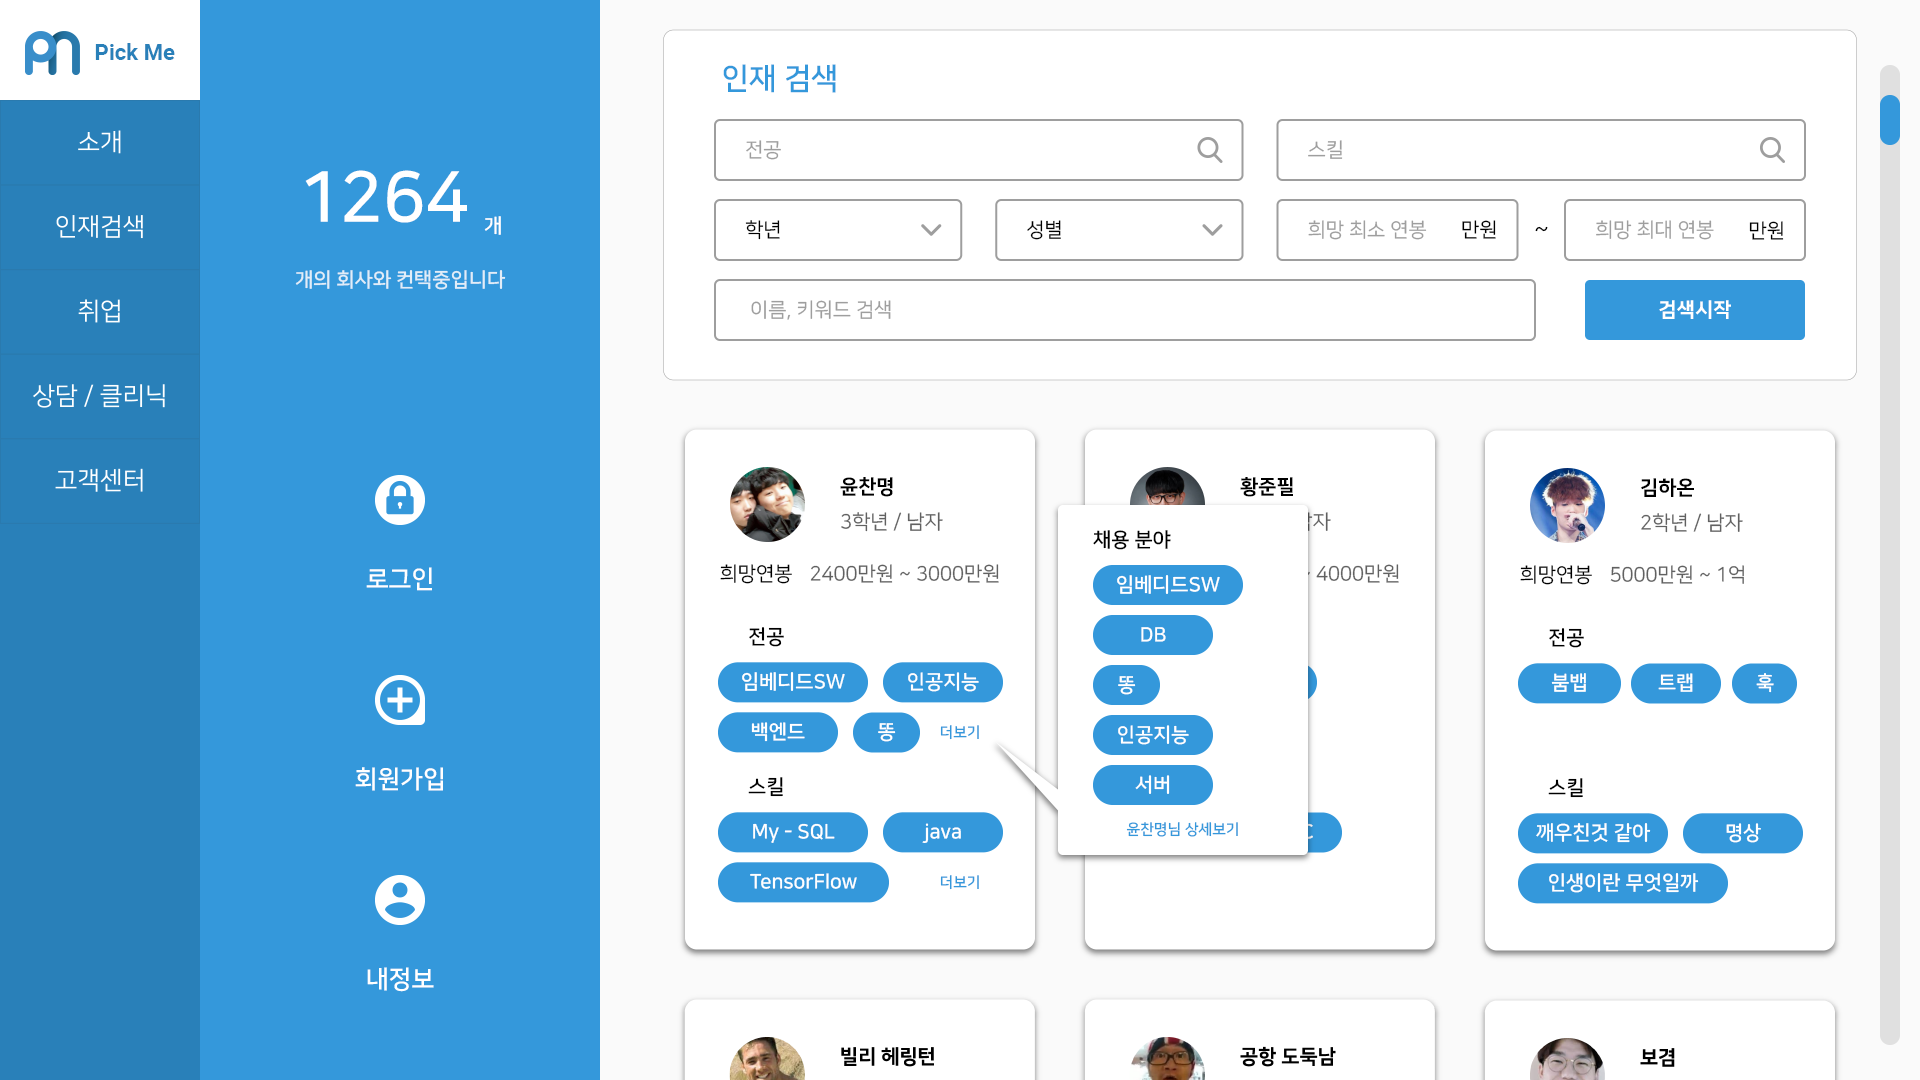 Pick Me
소개
인재검색
취업
상담 / 클리닉
고객센터
1264 개
개의 회사와 컨택중입니다
로그인
회원가입
내정보
인재 검색
전공
스킬
학년
성별
희망 최소 연봉 만원 ~ 희망 최대 연봉 만원
이름, 키워드 검색
검색시작
윤찬명
3학년 / 남자
희망연봉 2400만원 ~ 3000만원
전공
임베디드SW 인공지능
백엔드 똥 더보기
스킬
My - SQL java
TensorFlow 더보기
황준필
남자
~ 4000만원
C
채용 분야
임베디드SW
DB
똥
인공지능
서버
윤찬명님 상세보기
김하온
2학년 / 남자
희망연봉 5000만원 ~ 1억
전공
붐뱁 트랩 훅
스킬
깨우친것 같아 명상
인생이란 무엇일까
빌리 헤링턴
공항 도둑남
보겸